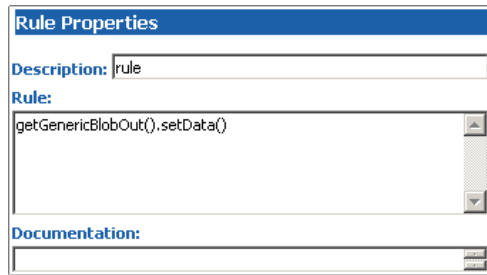 Rule Properties
Description: rule
Rule:
getGenericBlobOut().setData()
Documentation: